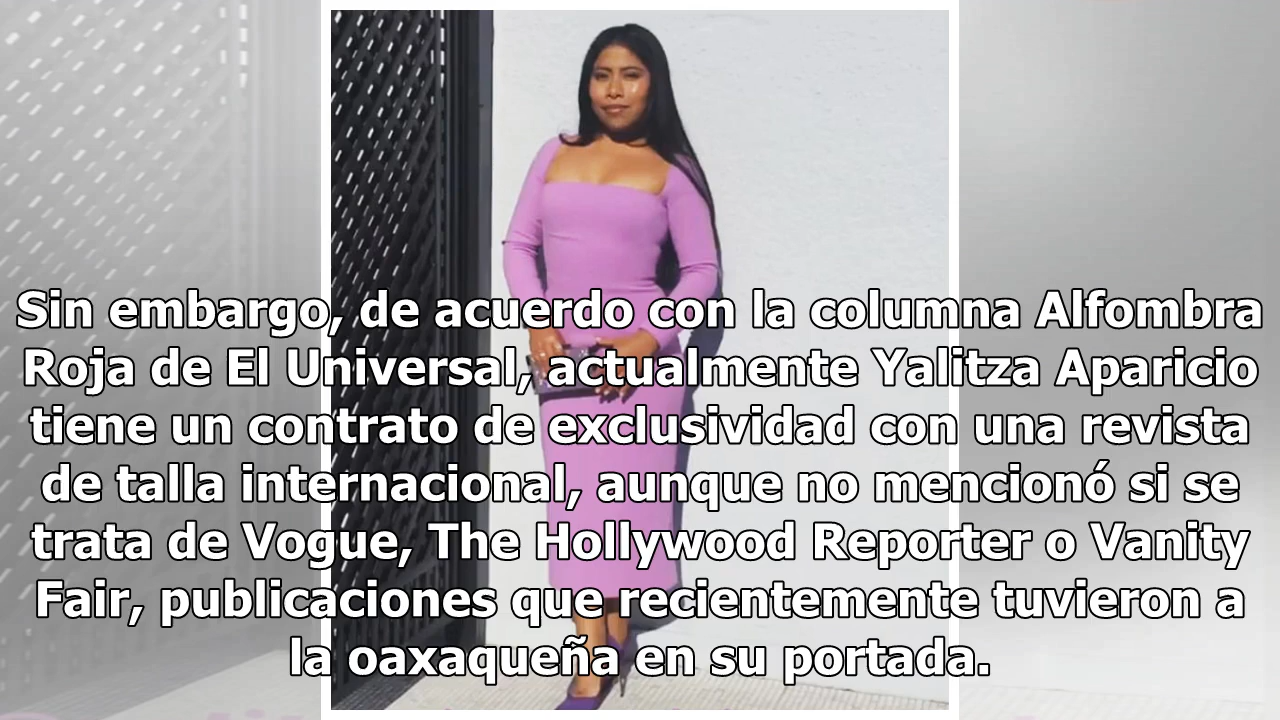 Sin embargo, de acuerdo con la columna Alfombra
Roja de El Universal, actualmente Yalitza Aparicio
tiene un contrato de exclusividad con una revista
de talla internacional, aunque no mencionó si se
trata de Vogue, The Hollywood Reporter o Vanity
Fair, publicaciones que recientemente tuvieron a
la oaxaqueña en su portada.